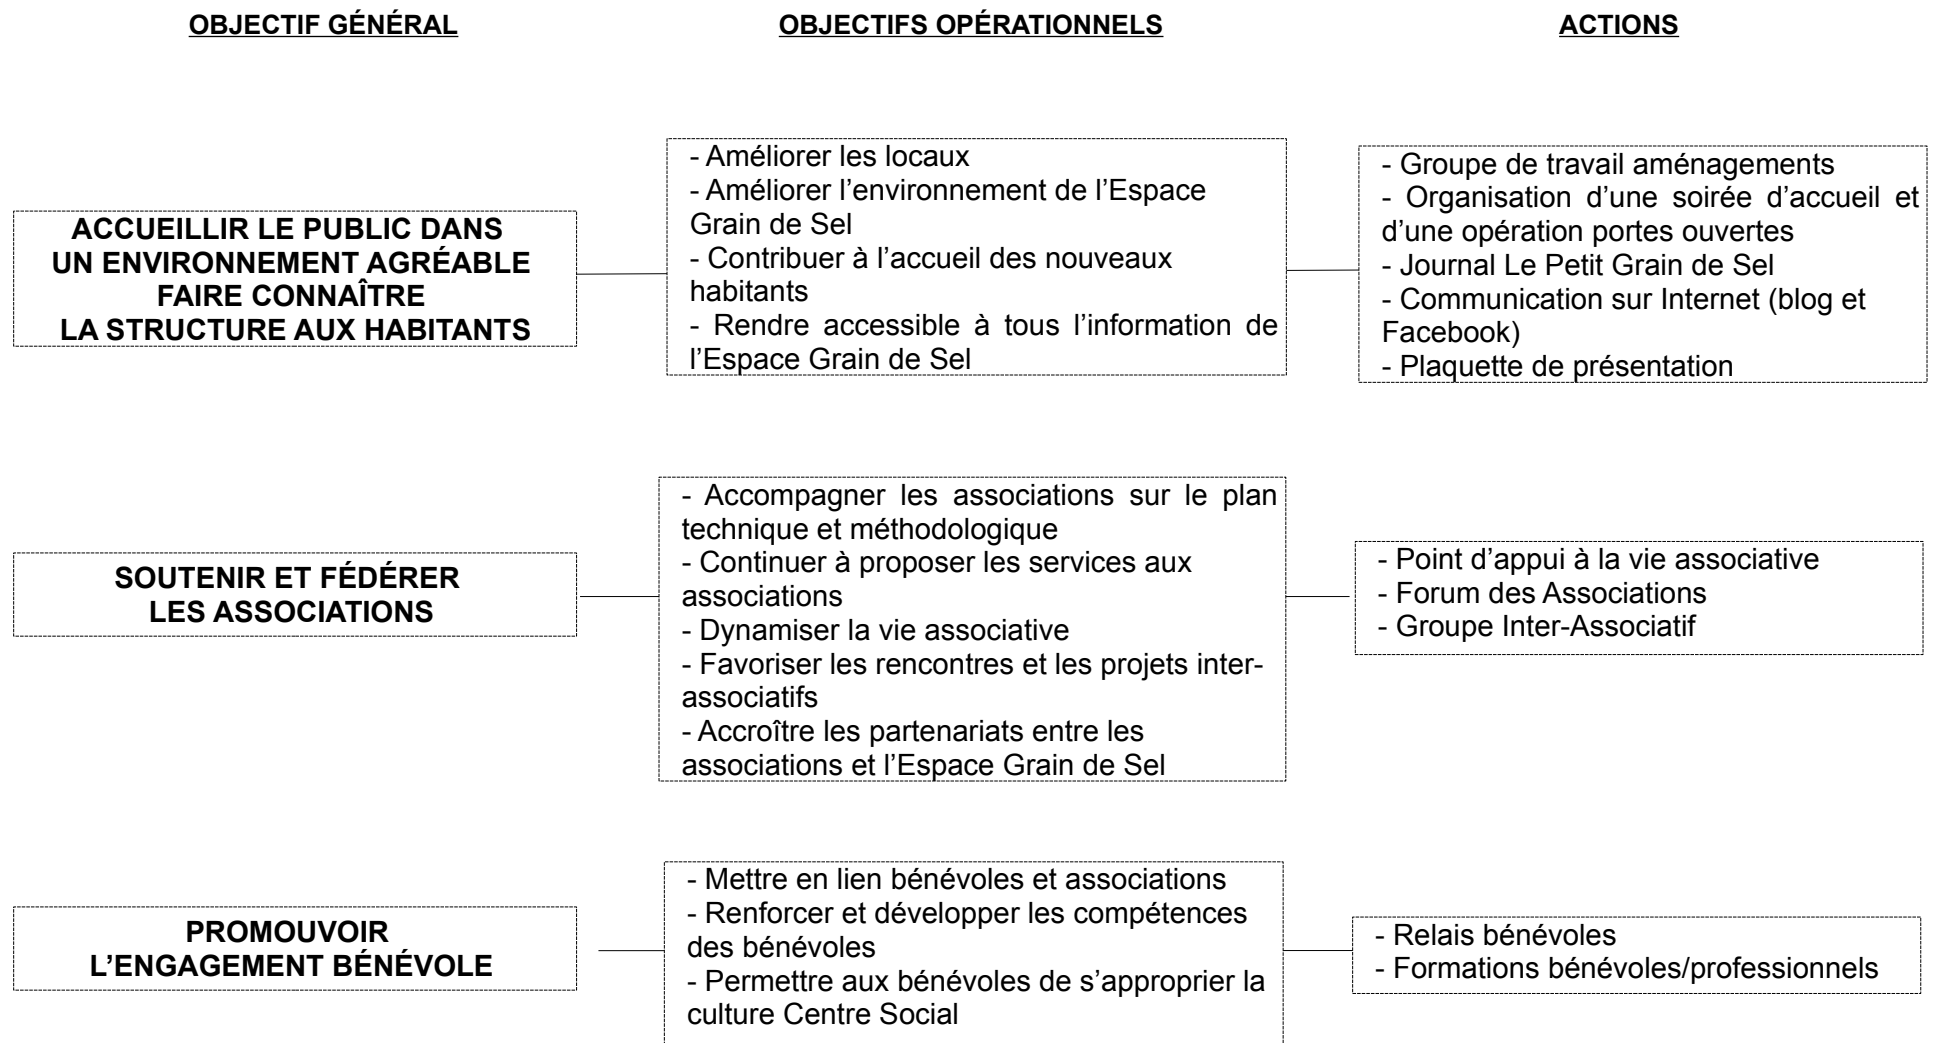 OBJECTIF GÉNÉRAL
OBJECTIFS OPÉRATIONNELS
ACTIONS
ACCUEILLIR LE PUBLIC DANS
UN ENVIRONNEMENT AGRÉABLE
FAIRE CONNAÎTRE
LA STRUCTURE AUX HABITANTS
- Améliorer les locaux
- Améliorer l’environnement de l’Espace
Grain de Sel
- Contribuer à l’accueil des nouveaux
habitants
- Rendre accessible à tous l’information de
l’Espace Grain de Sel
- Groupe de travail aménagements
- Organisation d’une soirée d’accueil et
d’une opération portes ouvertes
- Journal Le Petit Grain de Sel
- Communication sur Internet (blog et
Facebook)
- Plaquette de présentation
SOUTENIR ET FÉDÉRER
LES ASSOCIATIONS
- Accompagner les associations sur le plan
technique et méthodologique
- Continuer à proposer les services aux
associations
- Dynamiser la vie associative
- Favoriser les rencontres et les projets inter-
associatifs
- Accroître les partenariats entre les
associations et l’Espace Grain de Sel
- Point d’appui à la vie associative
- Forum des Associations
- Groupe Inter-Associatif
PROMOUVOIR
L’ENGAGEMENT BÉNÉVOLE
- Mettre en lien bénévoles et associations
- Renforcer et développer les compétences
des bénévoles
- Permettre aux bénévoles de s’approprier la
culture Centre Social
- Relais bénévoles
- Formations bénévoles/professionnels